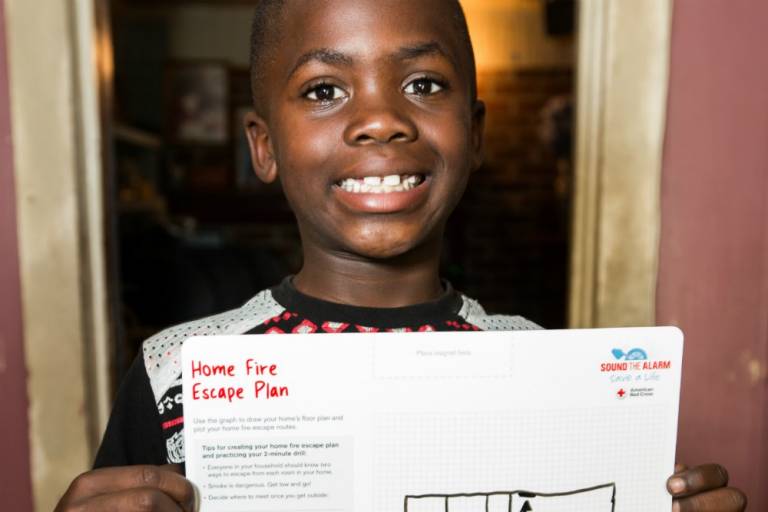 Home Fire
Escape Plan
Place magnet here.
SOUND THE ALARM
Save a Life
American
Red Cross
Use the graph to draw your home's floor plan and
plot your home fire escape routes.
Tips for creating your home fire escape plan
and practicing your 2-minute drill:
• Everyone in your household should know two
ways to escape from each room in your home.
• Smoke is dangerous. Get low and go!
• Decide where to meet once you get outside.